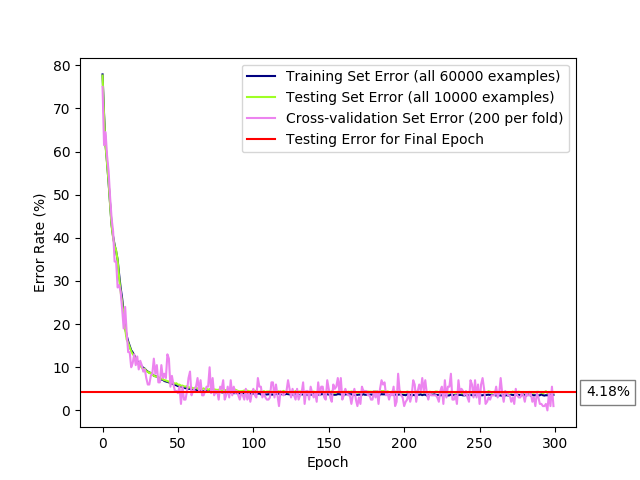 Training Set Error (all 60000 examples)
Testing Set Error (all 10000 examples)
Cross-validation Set Error (200 per fold)
Testing Error for Final Epoch
Error Rate (%)
80
70
60
50
40
30
20
10
0
4.18%
0 50 100 150 200 250 300
Epoch